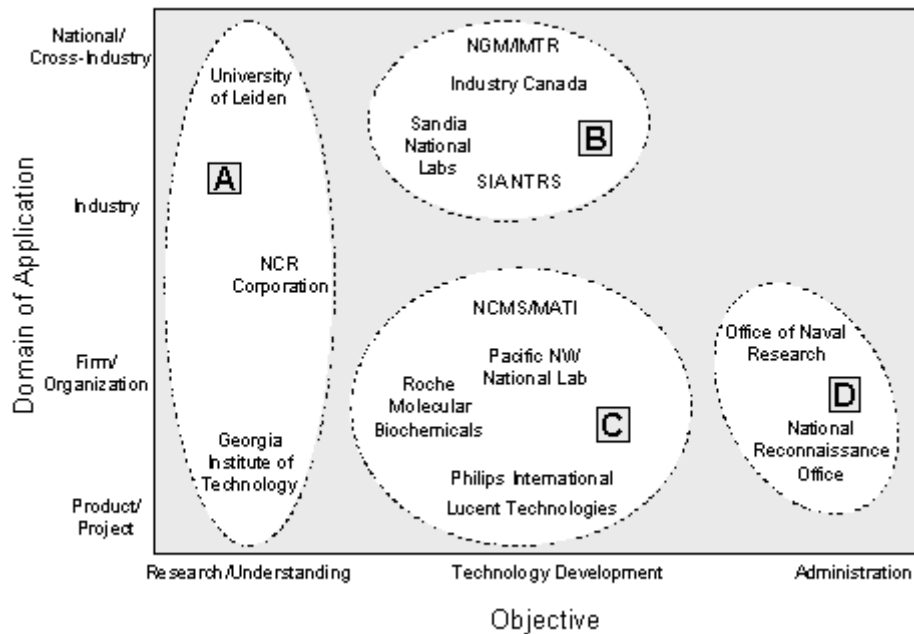 National/
Cross-Industry
Industry
Firm/
Organization
Product/
Project
Domain of Application
University
of Leiden
A
NCR
Corporation
Georgia
Institute of
Technology
NGM/IMTR
Industry Canada
Sandia
National
Labs
B
SIANTRS
NCMS/MATI
Pacific NW
National Lab
Roche
Molecular
Biochemicals
C
Philips International
Lucent Technologies
Office of Naval
Research
D
National
Reconnaissance
Office
Research/Understanding
Technology Development
Administration
Objective